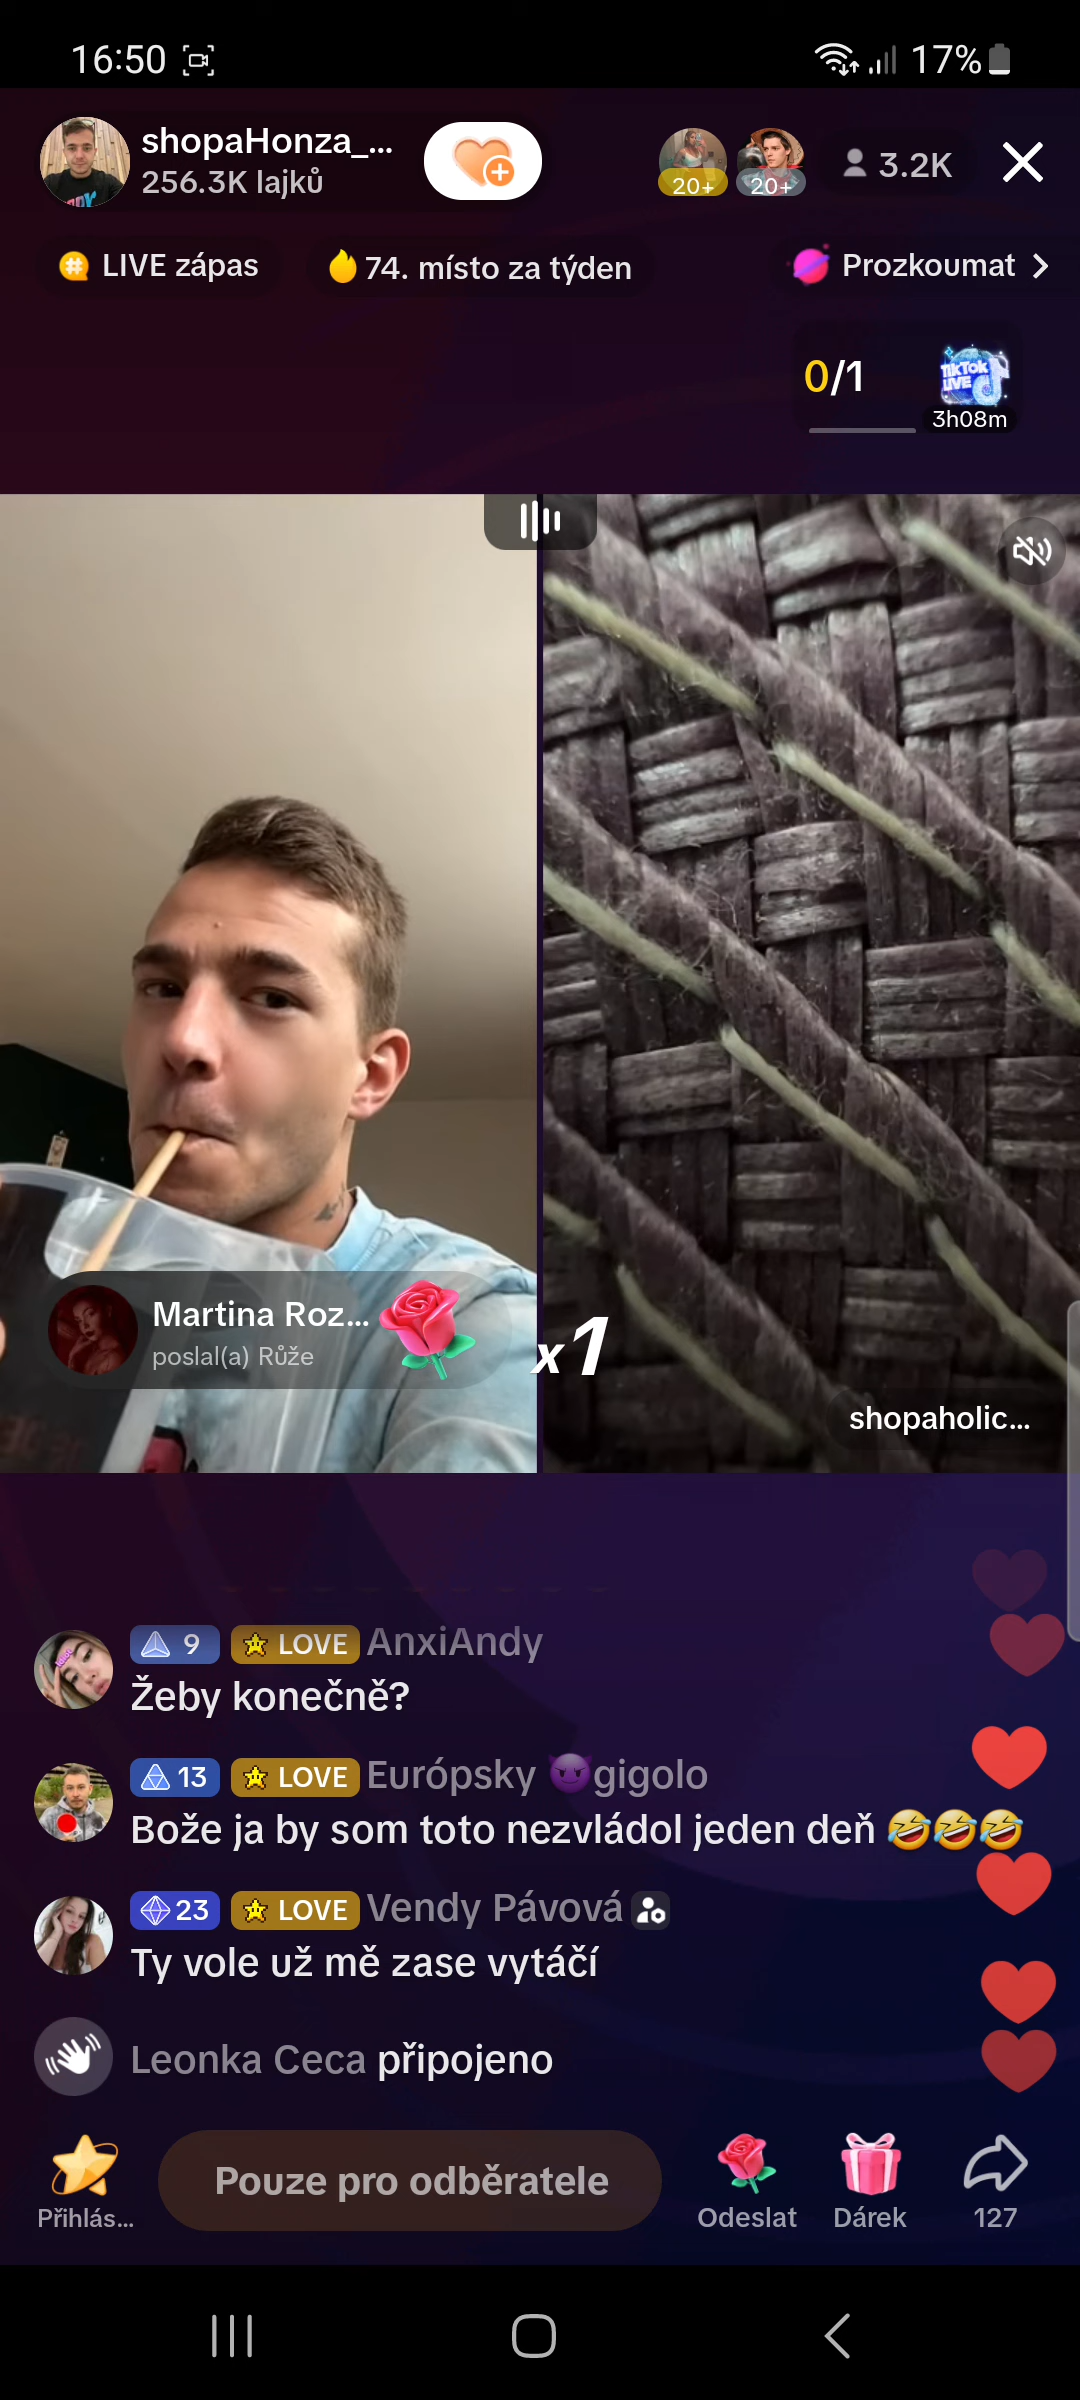 16:50
17%
shopaHonza_...
256.3K lajků
20+
20+
3.2K
LIVE zápas
74. místo za týden
Prozkoumat
0/1
TikTok
LIVE
3h08m
Martina Roz...
poslal(a) Růže
x1
shopaholic...
9 LOVE AnxiAndy
Žeby konečně?
13 LOVE Európsky 😈gigolo
Bože ja by som toto nezvládol jeden deň 🤣🤣🤣
23 LOVE Vendy Pávová
Ty vole už mě zase vytáčí
Leonka Ceca připojeno
Přihlás...
Pouze pro odběratele
Odeslat
Dárek
127